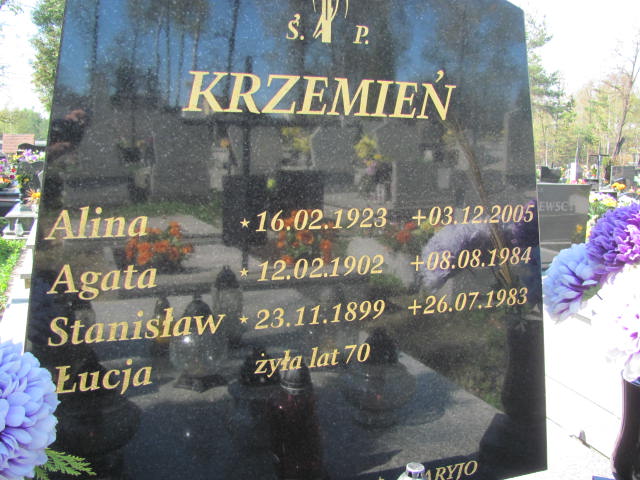 Ś. P.
KRZEMIEŃ
Alina ⋆16.02.1923 +03.12.2005
Agata ⋆12.02.1902 +08.08.1984
Stanisław ⋆23.11.1899 +26.07.1983
Łucja żyła lat 70